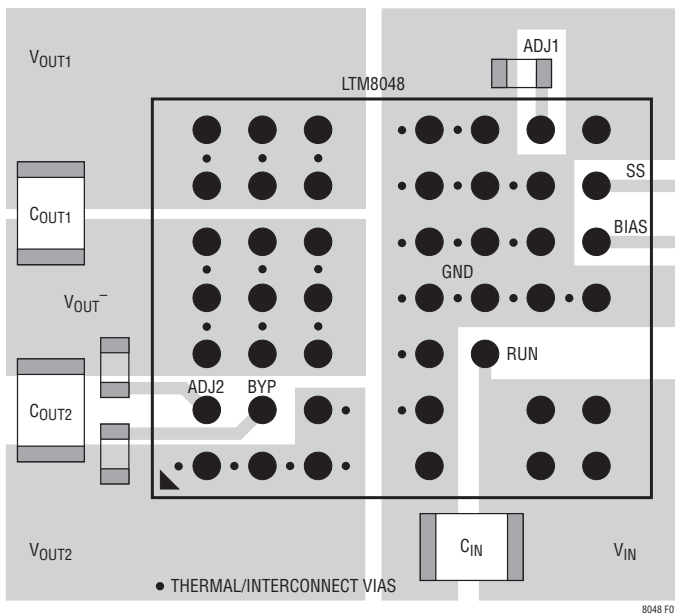 VOUT1
ADJ1
LTM8048
SS
COUT1
BIAS
GND
VOUT–
RUN
ADJ2 BYP
COUT2
CIN
VOUT2
VIN
• THERMAL/INTERCONNECT VIAS
8048 F0